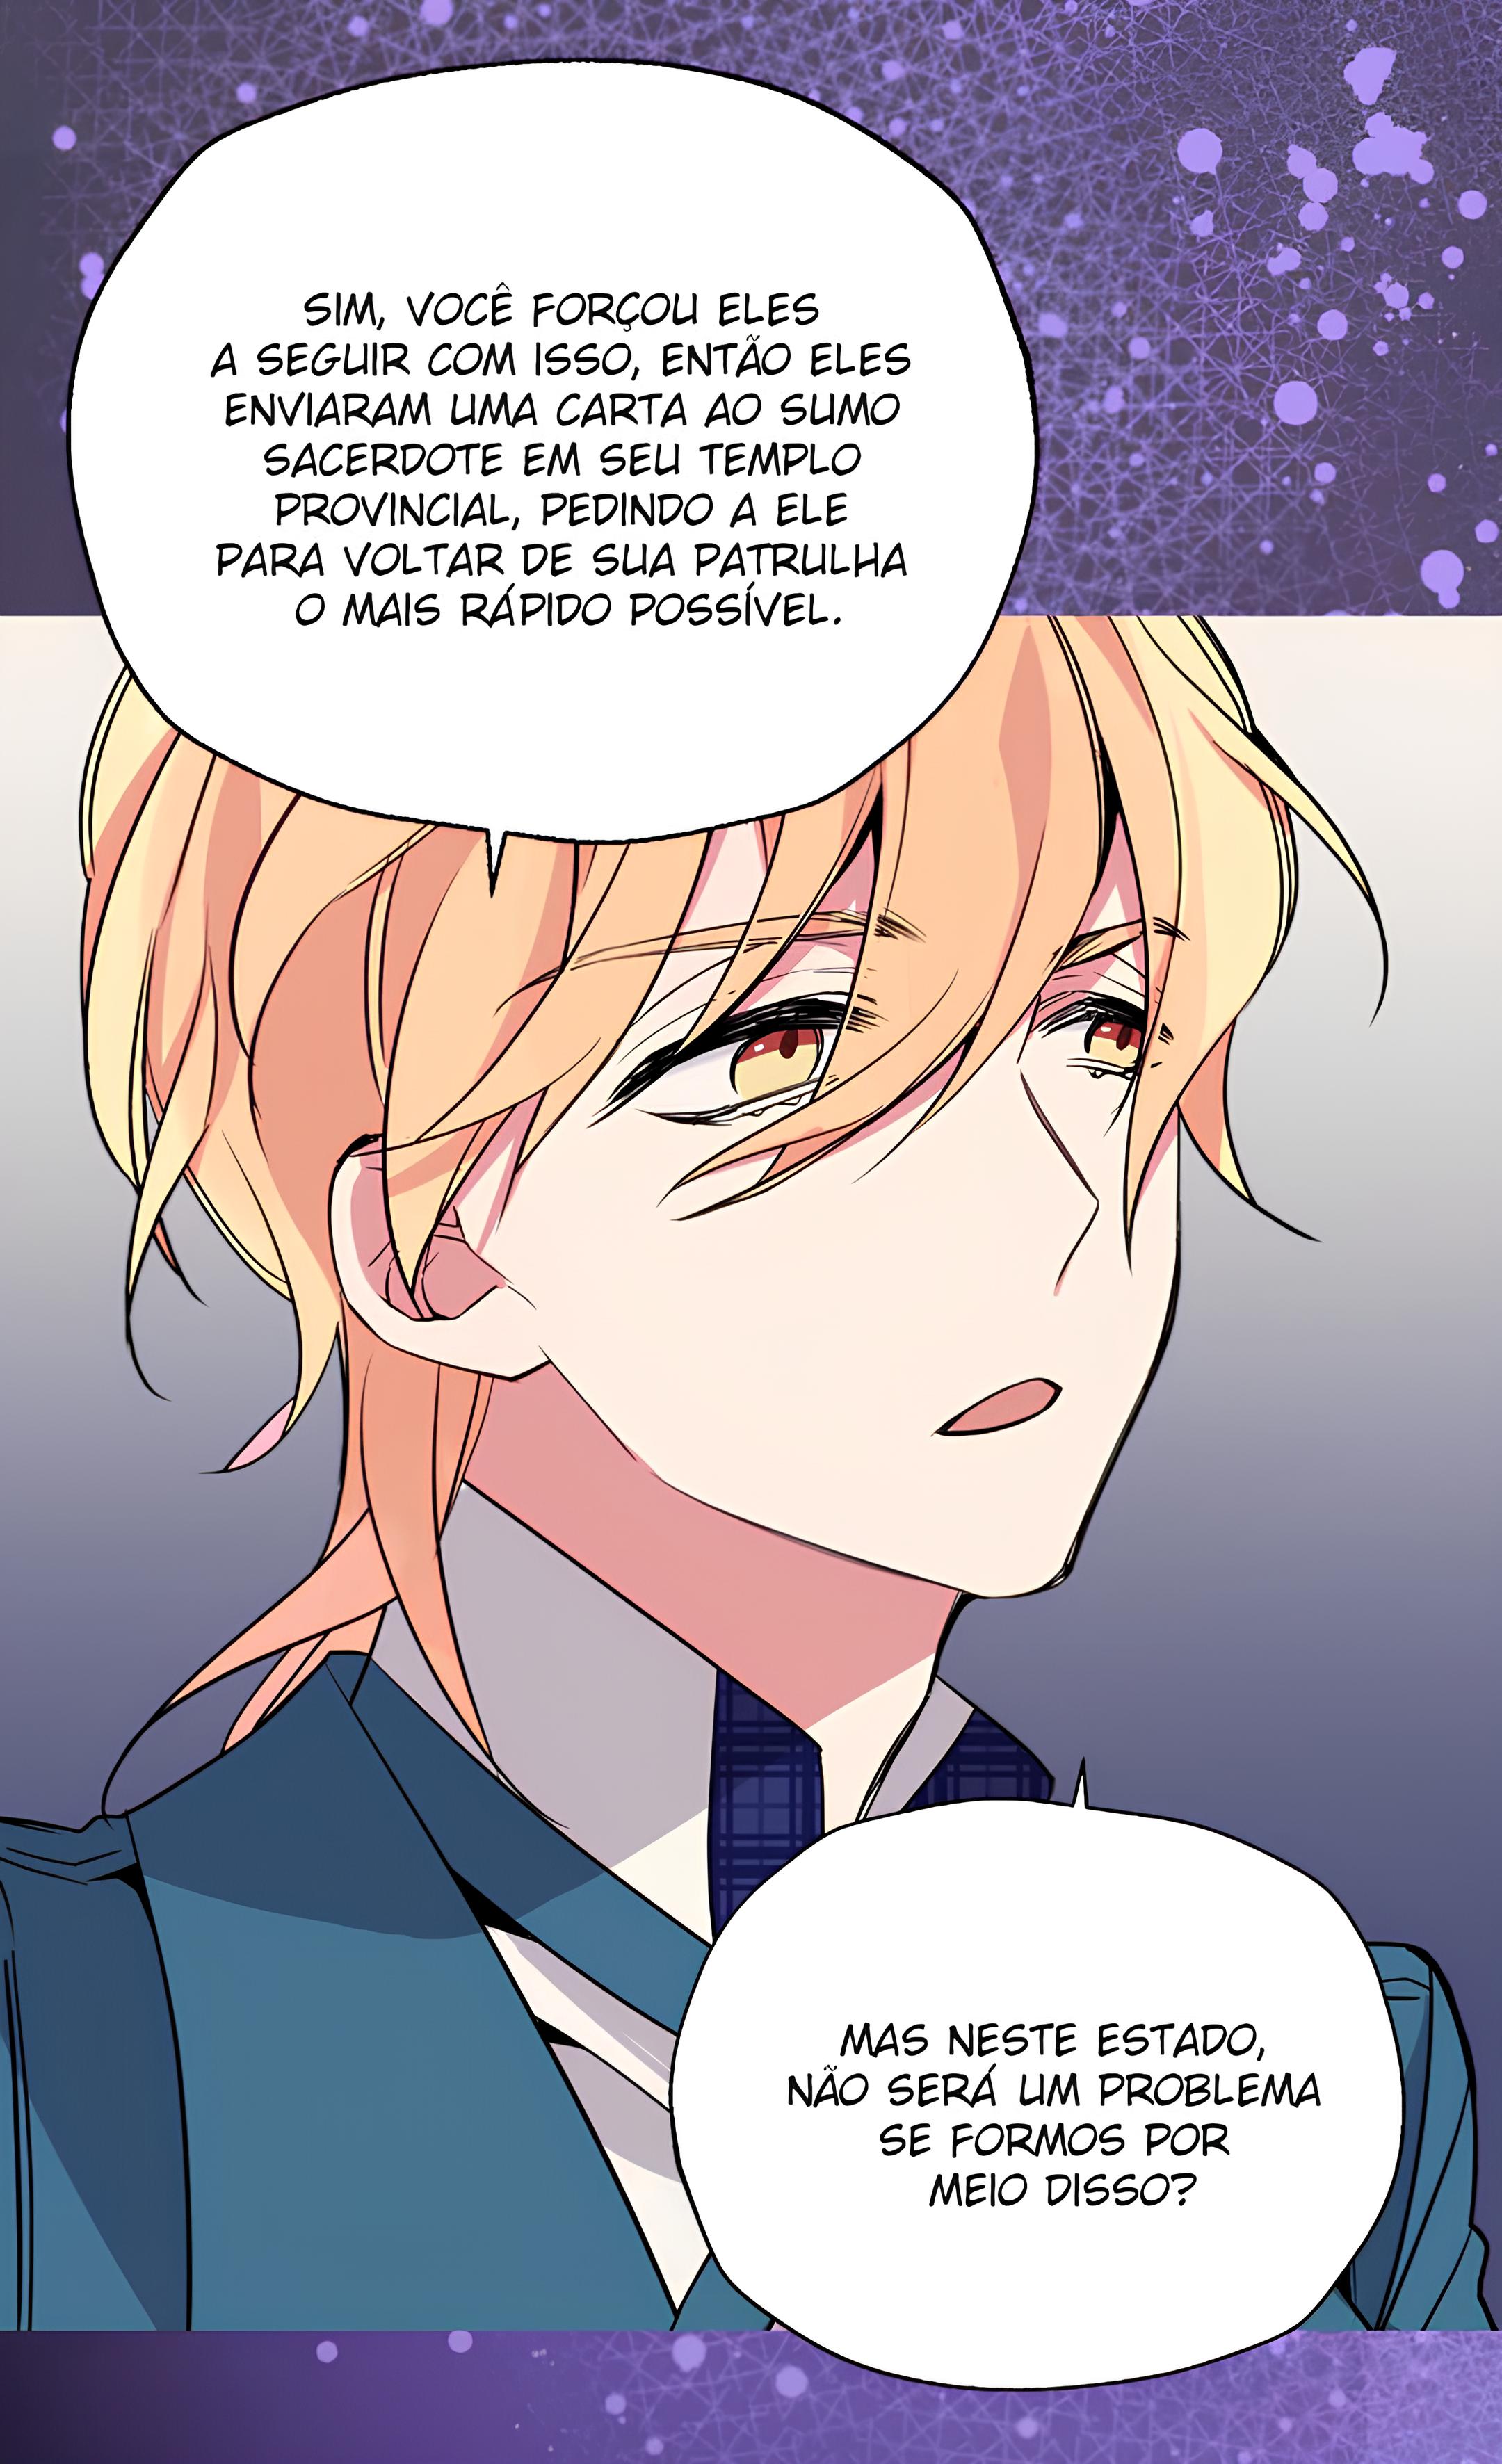 SIM, VOCÊ FORÇOU ELES
A SEGUIR COM ISSO, ENTÃO ELES
ENVIARAM UMA CARTA AO SUMO
SACERDOTE EM SEU TEMPLO
PROVINCIAL, PEDINDO A ELE
PARA VOLTAR DE SUA PATRULHA
O MAIS RÁPIDO POSSÍVEL.
MAS NESTE ESTADO,
NÃO SERÁ UM PROBLEMA
SE FORMOS POR
MEIO DISSO?